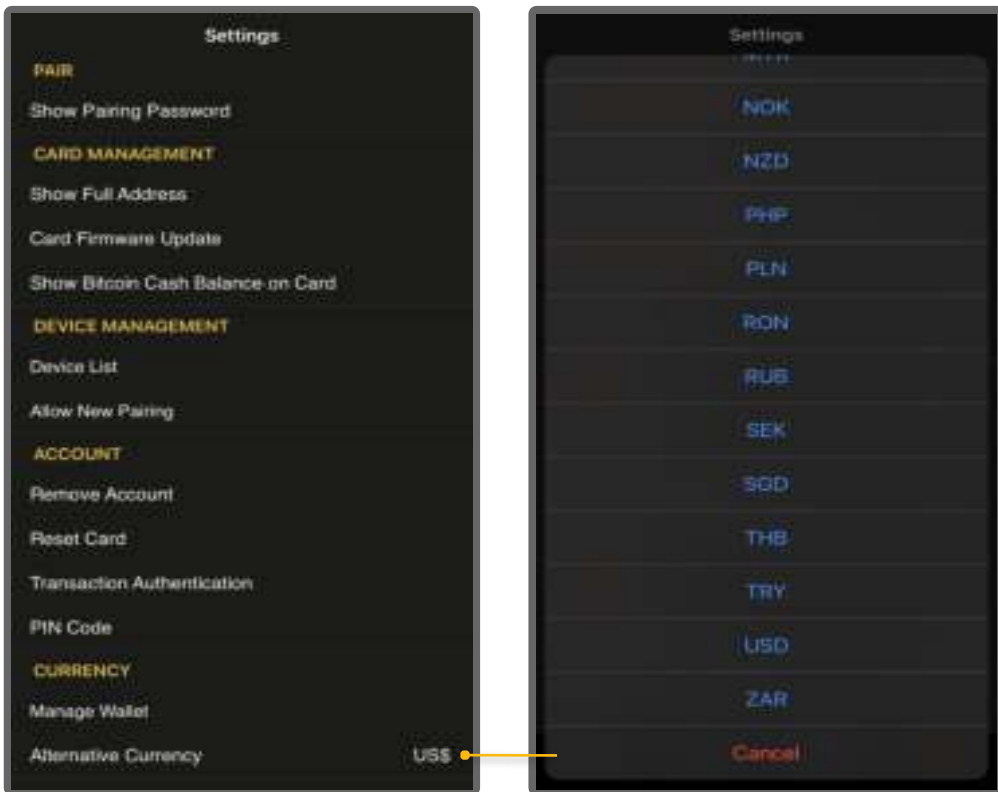 Settings
PAIR
Show Pairing Password
CARD MANAGEMENT
Show Full Address
Card Firmware Update
Show Bitcoin Cash Balance on Card
DEVICE MANAGEMENT
Device List
Allow New Pairing
ACCOUNT
Remove Account
Reset Card
Transaction Authentication
PIN Code
CURRENCY
Manage Wallet
Alternative Currency US$
Settings
NOK
NZD
PHP
PLN
RON
RUB
SEK
SGD
THB
TRY
USD
ZAR
Cancel